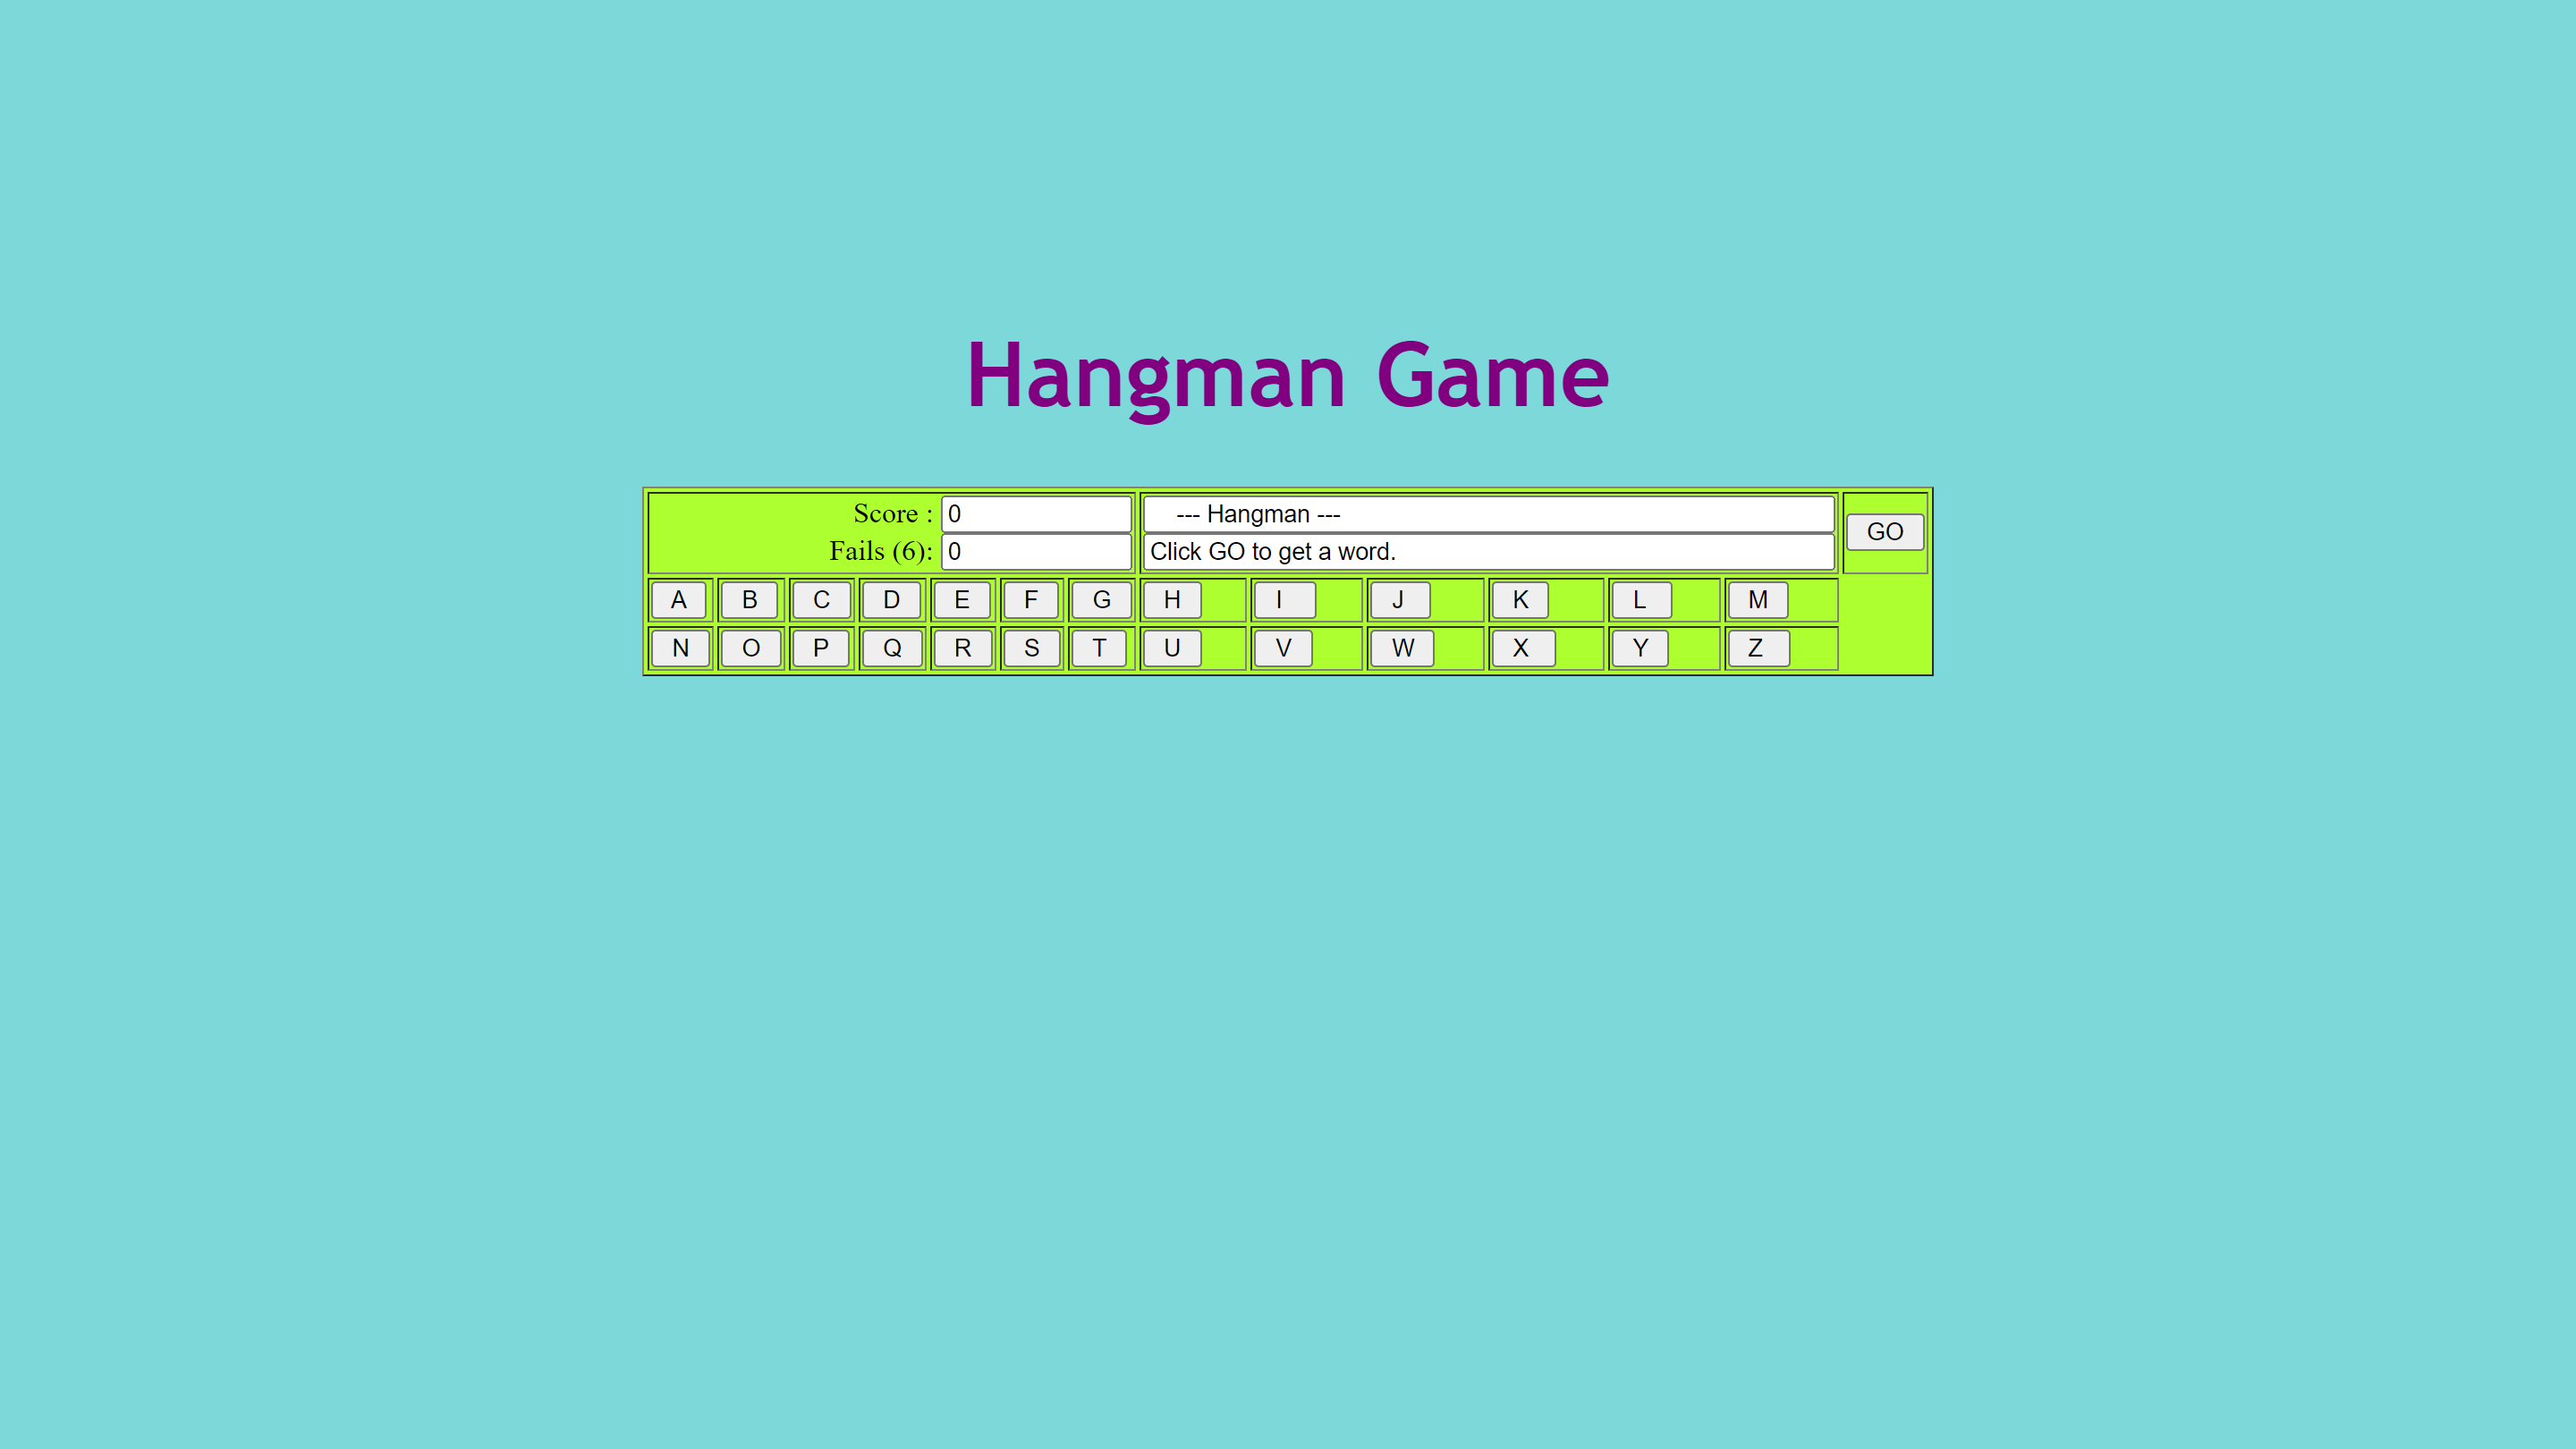 Hangman Game
Score : 0
--- Hangman ---
Fails (6): 0
Click GO to get a word.
GO
A B C D E F G H I J K L M
N O P Q R S T U V W X Y Z